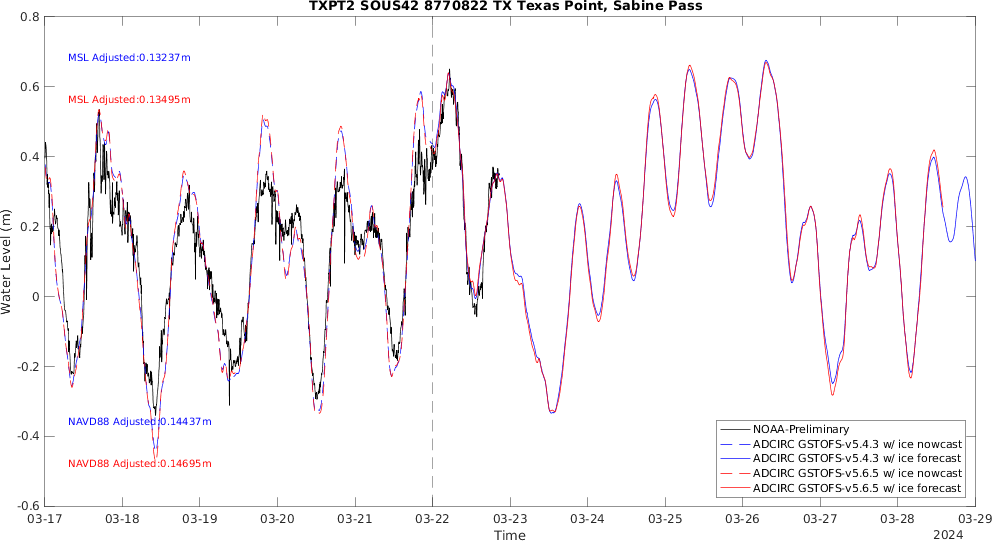 TXPT2 SOUS42 8770822 TX Texas Point, Sabine Pass
0.8
0.6
0.4
0.2
0
-0.2
-0.4
-0.6
Water Level (m)
MSL Adjusted:0.13237m
MSL Adjusted:0.13495m
NAVD88 Adjusted:0.14437m
NAVD88 Adjusted:0.14695m
NOAA-Preliminary
ADCIRC GSTOFS-v5.4.3 w/ ice nowcast
ADCIRC GSTOFS-v5.4.3 w/ ice forecast
ADCIRC GSTOFS-v5.6.5 w/ ice nowcast
ADCIRC GSTOFS-v5.6.5 w/ ice forecast
03-17 03-18 03-19 03-20 03-21 03-22 03-23 03-24 03-25 03-26 03-27 03-28 03-29
Time
2024